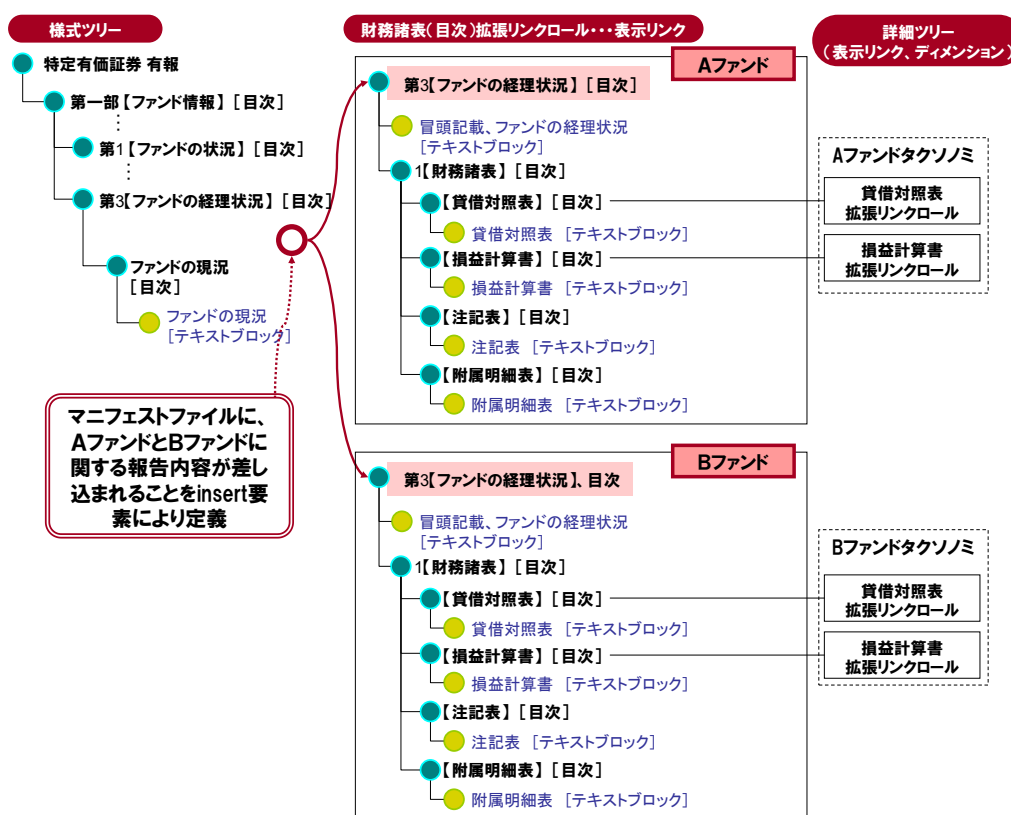 様式ツリー
特定有価証券 有報
第一部【ファンド情報】 [目次]
⋮
第1【ファンドの状況】 [目次]
⋮
第3【ファンドの経理状況】 [目次]
ファンドの現況
[目次]
ファンドの現況
[テキストブロック]
マニフェストファイルに、
AファンドとBファンドに
関する報告内容が差し
込まれることをinsert要
素により定義
財務諸表(目次)拡張リンクロール・・・表示リンク
Aファンド
第3【ファンドの経理状況】 [目次]
冒頭記載、ファンドの経理状況
[テキストブロック]
1【財務諸表】 [目次]
【貸借対照表】 [目次]
貸借対照表 [テキストブロック]
【損益計算書】 [目次]
損益計算書 [テキストブロック]
【注記表】 [目次]
注記表 [テキストブロック]
【附属明細表】 [目次]
附属明細表 [テキストブロック]
Bファンド
第3【ファンドの経理状況】、目次
冒頭記載、ファンドの経理状況
[テキストブロック]
1【財務諸表】 [目次]
【貸借対照表】 [目次]
貸借対照表 [テキストブロック]
【損益計算書】 [目次]
損益計算書 [テキストブロック]
【注記表】 [目次]
注記表 [テキストブロック]
【附属明細表】 [目次]
附属明細表 [テキストブロック]
詳細ツリー
(表示リンク、ディメンション)
Aファンドタクソノミ
貸借対照表
拡張リンクロール
損益計算書
拡張リンクロール
Bファンドタクソノミ
貸借対照表
拡張リンクロール
損益計算書
拡張リンクロール